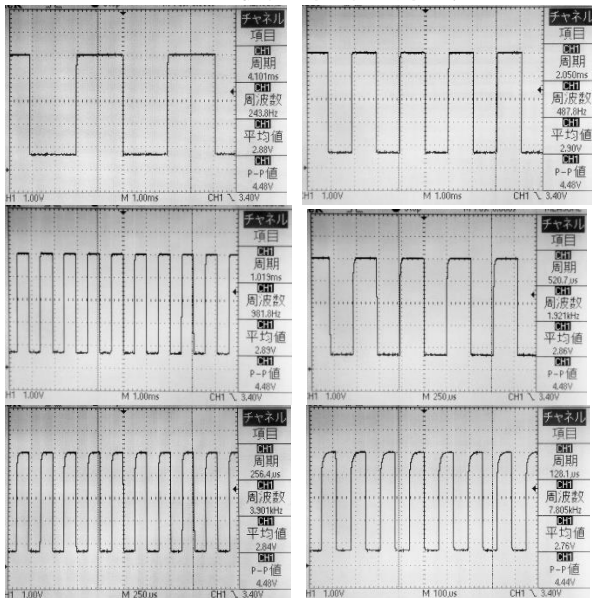 チャネル
項目
CH1
周期
4.101ms
CH1
周波数
243.8Hz
CH1
平均値
2.88V
CH1
P-P値
4.48V
H1 1.00V M 1.00ms CH1 \ 3.40V
チャネル
項目
CH1
周期
2.050ms
CH1
周波数
487.8Hz
CH1
平均値
2.90V
CH1
P-P値
4.48V
H1 1.00V M 1.00ms CH1 \ 3.40V
チャネル
項目
CH1
周期
1.019ms
CH1
周波数
981.8Hz
CH1
平均値
2.89V
CH1
P-P値
4.48V
H1 1.00V M 1.00ms CH1 \ 3.40V
チャネル
項目
CH1
周期
520.7us
CH1
周波数
1.921kHz
CH1
平均値
2.86V
CH1
P-P値
4.48V
H1 1.00V M 250us CH1 \ 3.40V
チャネル
項目
CH1
周期
256.4us
CH1
周波数
3.901kHz
CH1
平均値
2.84V
CH1
P-P値
4.48V
H1 1.00V M 250us CH1 \ 3.40V
チャネル
項目
CH1
周期
128.1us
CH1
周波数
7.805kHz
CH1
平均値
2.76V
CH1
P-P値
4.44V
H1 1.00V M 100us CH1 \ 3.40V